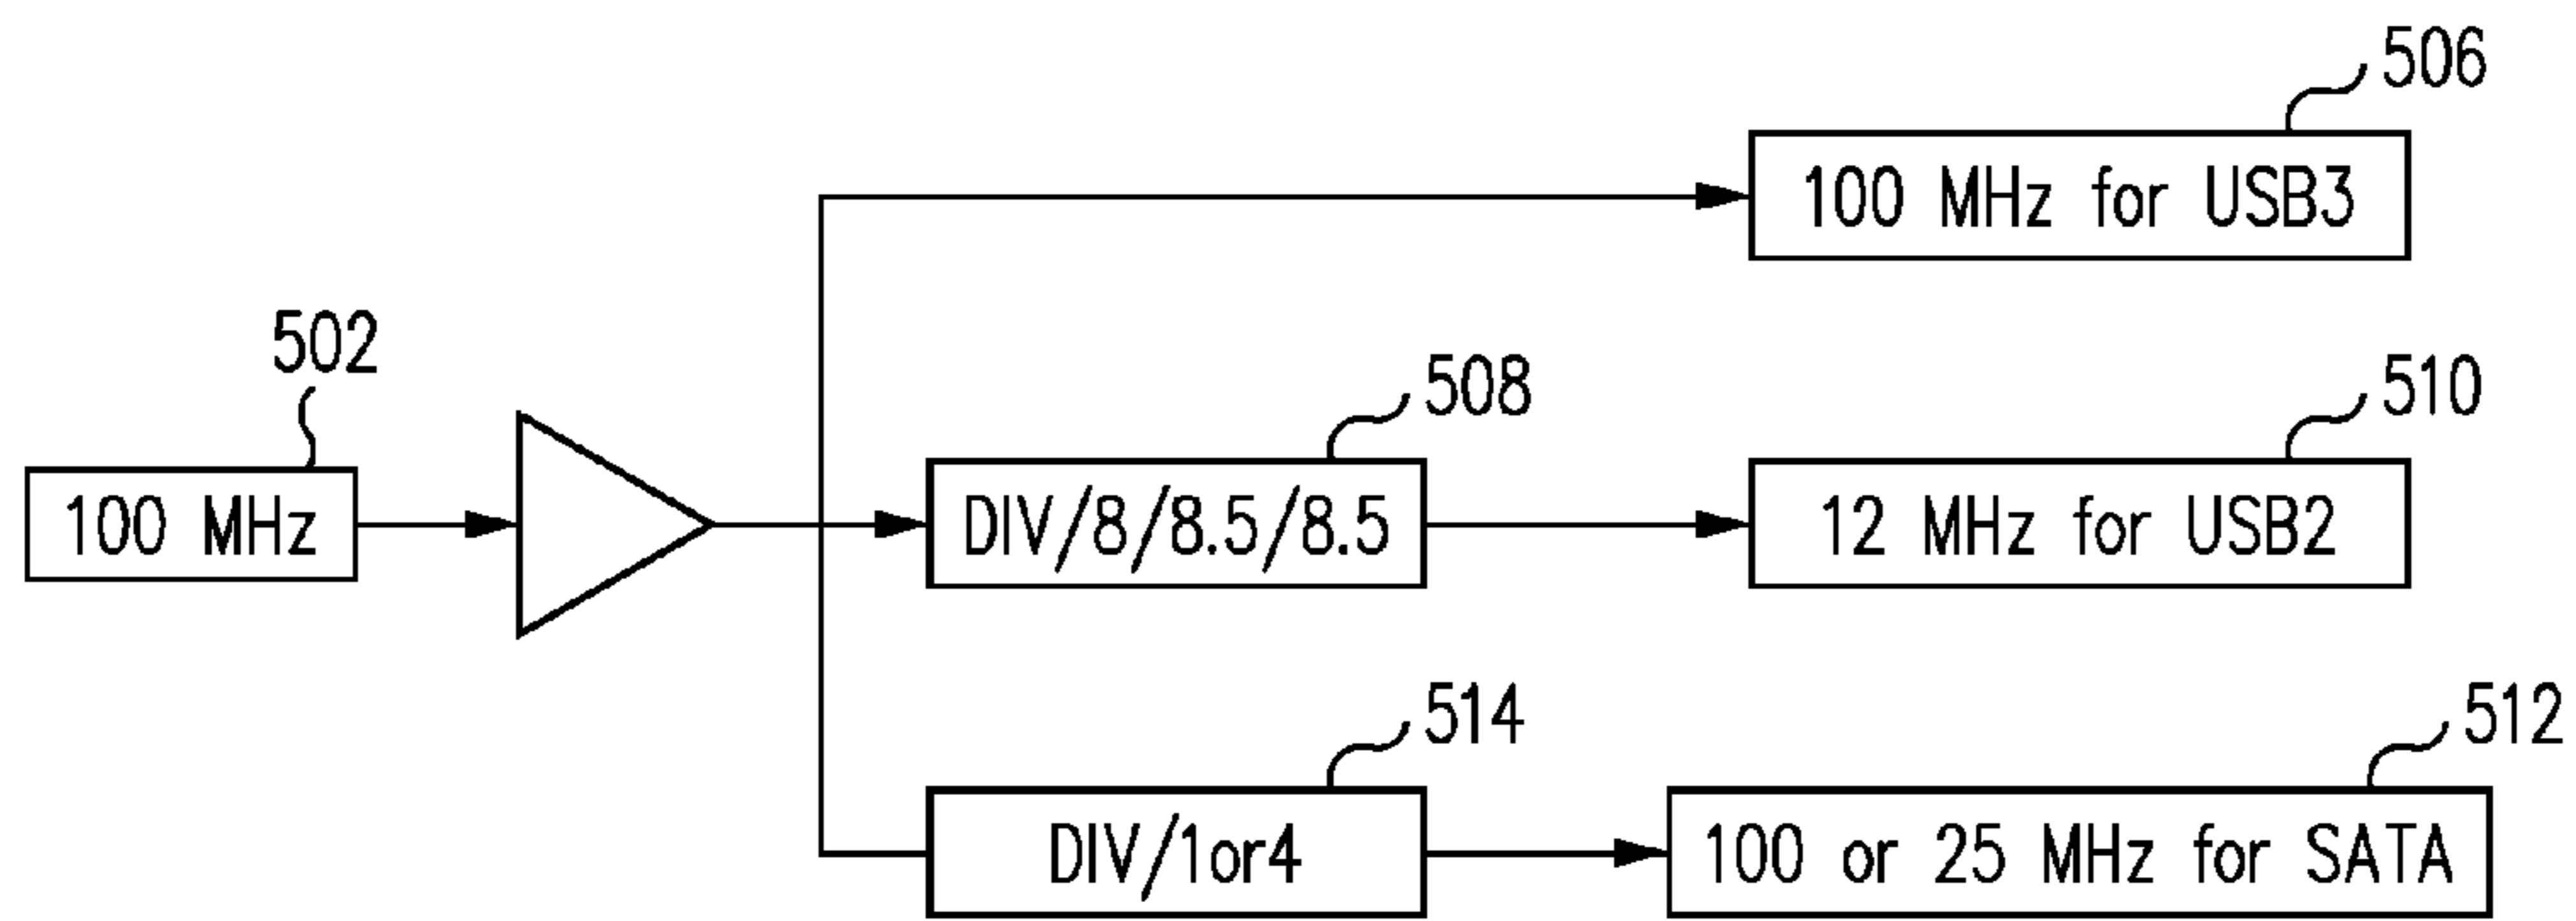 506
100 MHz for USB3
502
508
510
100 MHz
DIV/8/8.5/8.5
12 MHz for USB2
514
512
DIV/1or4
100 or 25 MHz for SATA